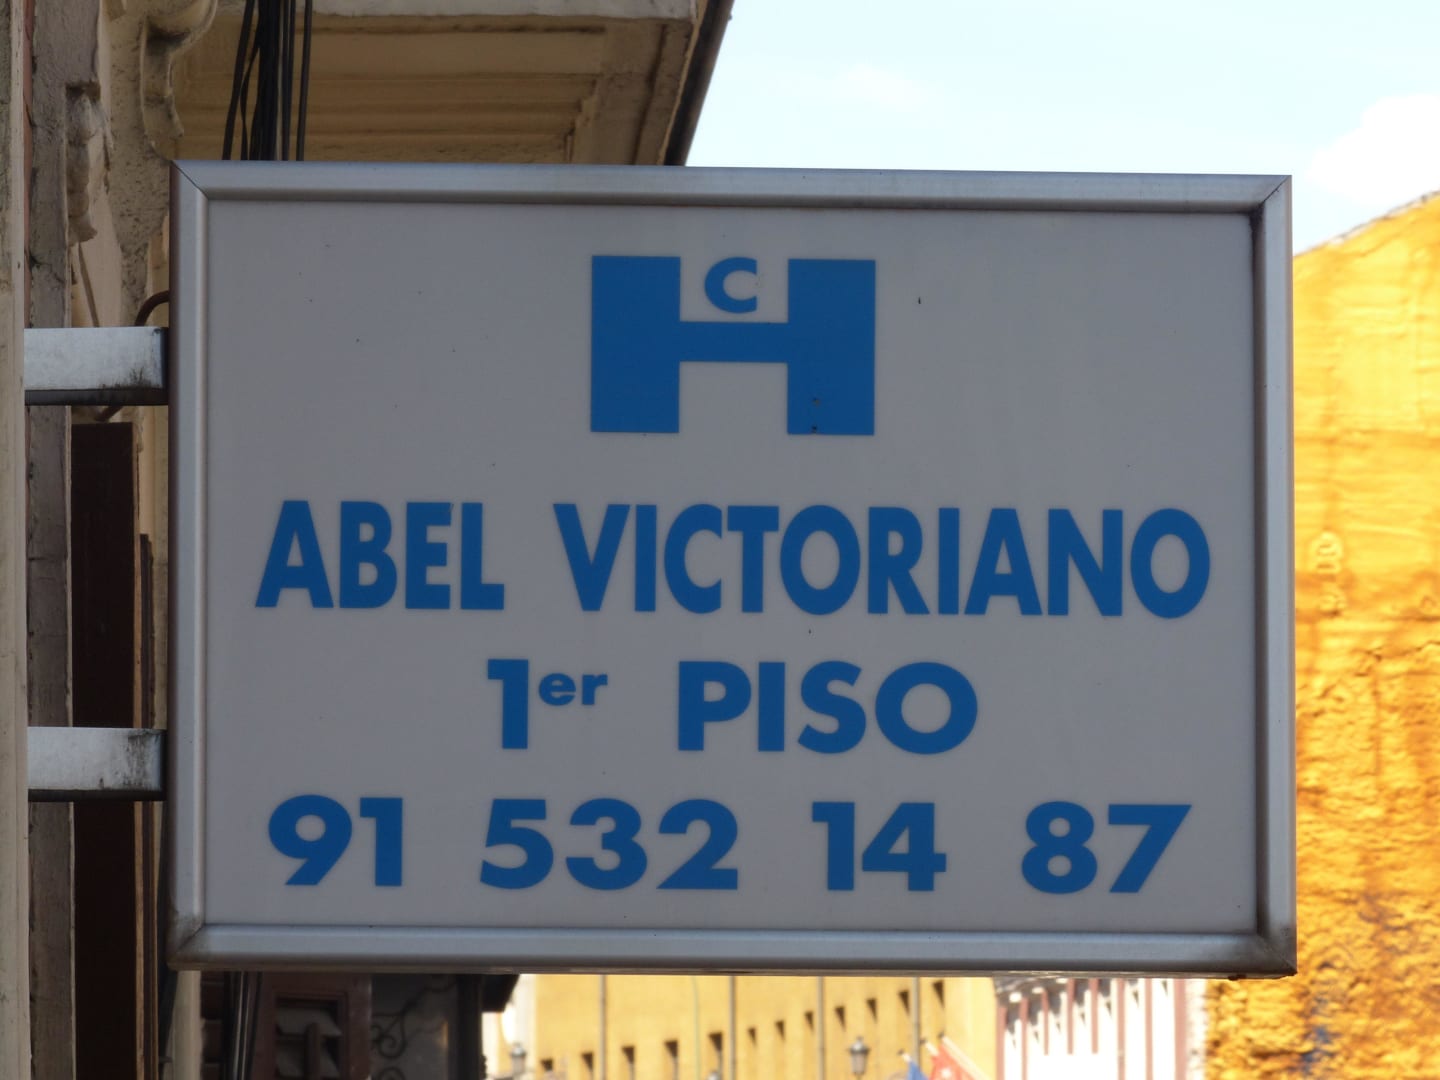 HC
ABEL VICTORIANO
1er PISO
91 532 14 87